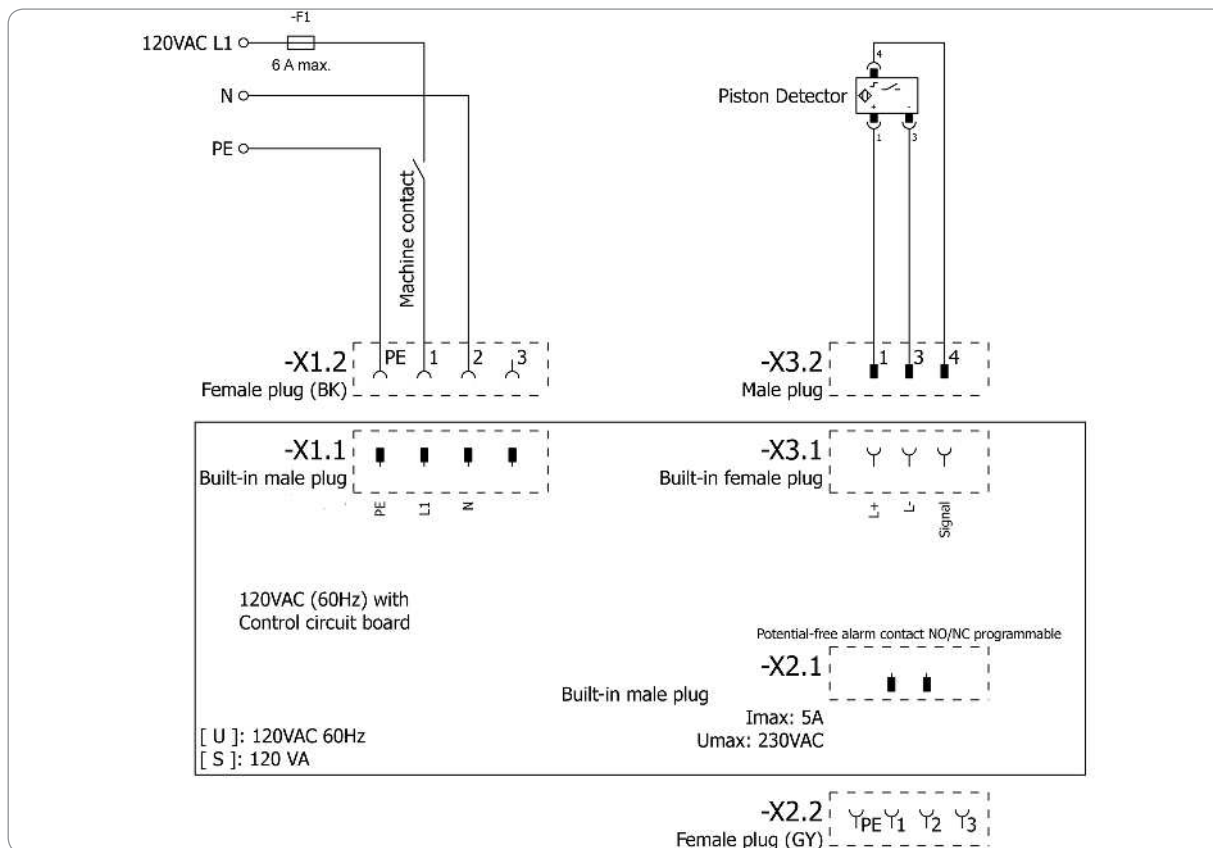 -F1
120VAC L1
6 A max.
N
PE
Machine contact
Piston Detector
4
+ -
1 3
-X1.2 PE 1 2 3
Female plug (BK)
-X3.2 1 3 4
Male plug
-X1.1
Built-in male plug
PE L1 N
-X3.1
Built-in female plug
L+ L- Signal
120VAC (60Hz) with
Control circuit board
Potential-free alarm contact NO/NC programmable
-X2.1
Built-in male plug
Imax: 5A
Umax: 230VAC
[ U ]: 120VAC 60Hz
[ S ]: 120 VA
-X2.2 PE 1 2 3
Female plug (GY)